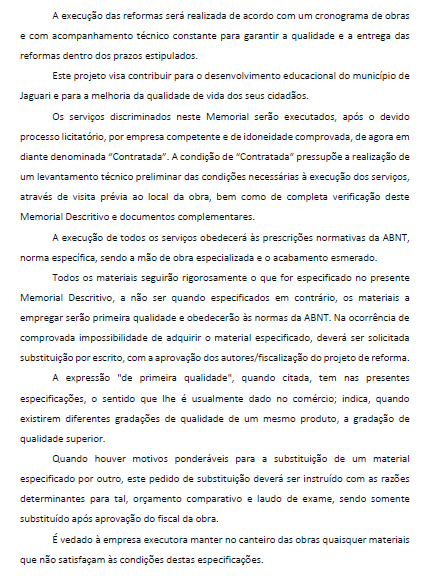 A execução das reformas será realizada de acordo com um cronograma de obras
e com acompanhamento técnico constante para garantir a qualidade e a entrega das
reformas dentro dos prazos estipulados.
Este projeto visa contribuir para o desenvolvimento educacional do município de
Jaguari e para a melhoria da qualidade de vida dos seus cidadãos.
Os serviços discriminados neste Memorial serão executados, após o devido
processo licitatório, por empresa competente e de idoneidade comprovada, de agora em
diante denominada “Contratada”. A condição de “Contratada” pressupõe a realização de
um levantamento técnico preliminar das condições necessárias à execução dos serviços,
através de visita prévia ao local da obra, bem como de completa verificação deste
Memorial Descritivo e documentos complementares.
A execução de todos os serviços obedecerá às prescrições normativas da ABNT,
norma específica, sendo a mão de obra especializada e o acabamento esmerado.
Todos os materiais seguirão rigorosamente o que for especificado no presente
Memorial Descritivo, a não ser quando especificados em contrário, os materiais a
empregar serão primeira qualidade e obedecerão às normas da ABNT. Na ocorrência de
comprovada impossibilidade de adquirir o material especificado, deverá ser solicitada
substituição por escrito, com a aprovação dos autores/fiscalização do projeto de reforma.
A expressão "de primeira qualidade", quando citada, tem nas presentes
especificações, o sentido que lhe é usualmente dado no comércio; indica, quando
existirem diferentes gradações de qualidade de um mesmo produto, a gradação de
qualidade superior.
Quando houver motivos ponderáveis para a substituição de um material
especificado por outro, este pedido de substituição deverá ser instruído com as razões
determinantes para tal, orçamento comparativo e laudo de exame, sendo somente
substituído após aprovação do fiscal da obra.
É vedado à empresa executora manter no canteiro das obras quaisquer materiais
que não satisfaçam às condições destas especificações.